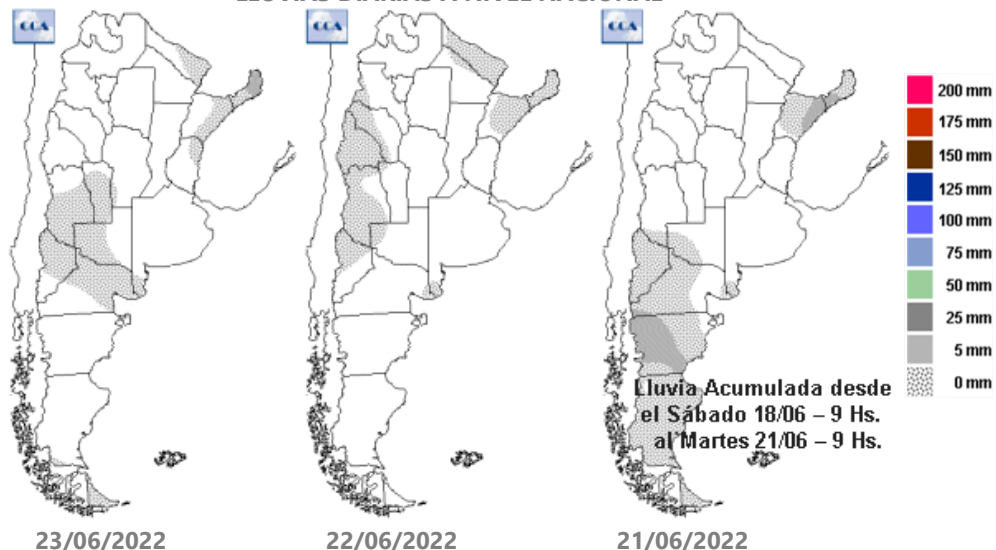 CCA
CCA
CCA
200 mm
175 mm
150 mm
125 mm
100 mm
75 mm
50 mm
25 mm
5 mm
0 mm
Lluvia Acumulada desde
el Sábado 18/06 – 9 Hs.
al Martes 21/06 – 9 Hs.
23/06/2022
22/06/2022
21/06/2022